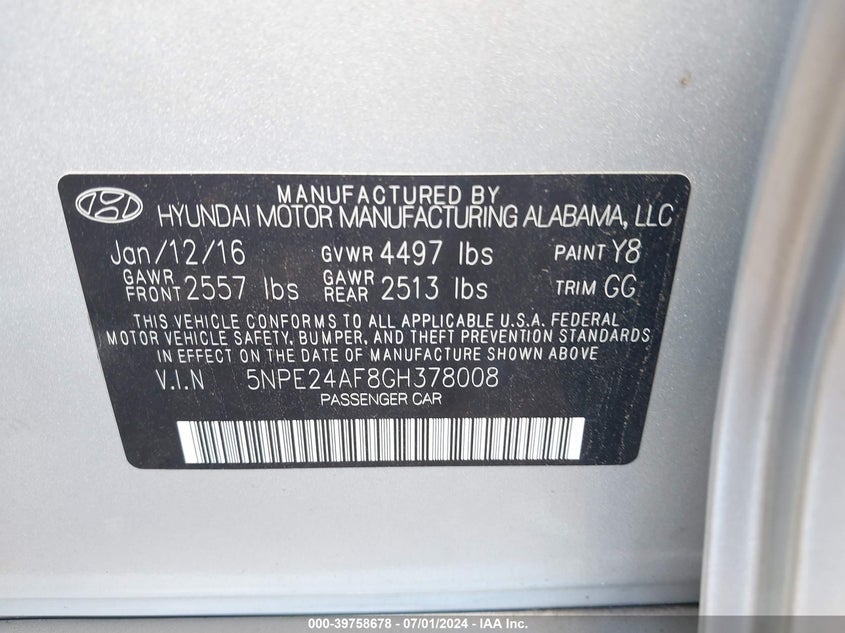 MANUFACTURED BY
HYUNDAI MOTOR MANUFACTURING ALABAMA, LLC
Jan/12/16 GVWR 4497 lbs PAINT Y8
GAWR FRONT 2557 lbs GAWR REAR 2513 lbs TRIM GG
THIS VEHICLE CONFORMS TO ALL APPLICABLE U.S.A. FEDERAL
MOTOR VEHICLE SAFETY, BUMPER, AND THEFT PREVENTION STANDARDS
IN EFFECT ON THE DATE OF MANUFACTURE SHOWN ABOVE
V.I.N 5NPE24AF8GH378008
PASSENGER CAR
000-39758678 - 07/01/2024 - IAA Inc.